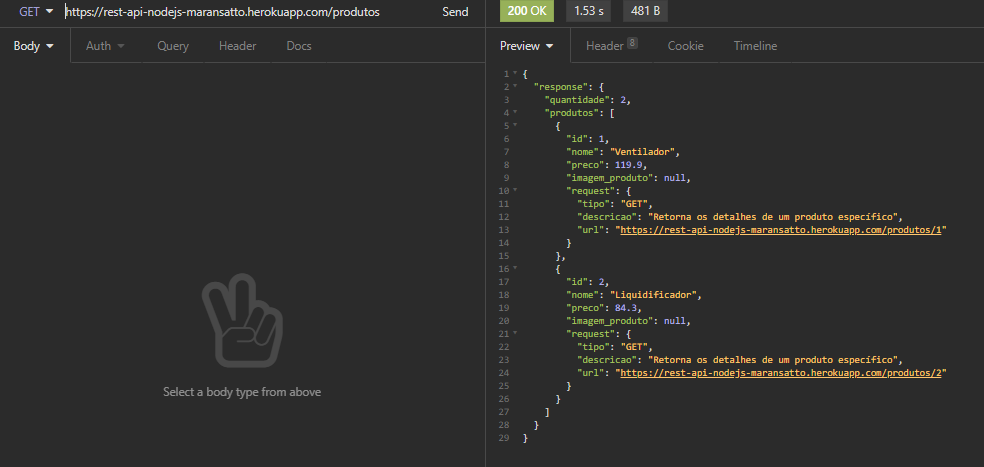 GET https://rest-api-nodejs-maransatto.herokuapp.com/produtos Send
200 OK 1.53 s 481 B
Body Auth Query Header Docs
Preview Header 8 Cookie Timeline
Select a body type from above
1 {
2 "response": {
3 "quantidade": 2,
4 "produtos": [
5 {
6 "id": 1,
7 "nome": "Ventilador",
8 "preco": 119.9,
9 "imagem_produto": null,
10 "request": {
11 "tipo": "GET",
12 "descricao": "Retorna os detalhes de um produto específico",
13 "url": "https://rest-api-nodejs-maransatto.herokuapp.com/produtos/1"
14 }
15 },
16 {
17 "id": 2,
18 "nome": "Liquidificador",
19 "preco": 84.3,
20 "imagem_produto": null,
21 "request": {
22 "tipo": "GET",
23 "descricao": "Retorna os detalhes de um produto específico",
24 "url": "https://rest-api-nodejs-maransatto.herokuapp.com/produtos/2"
25 }
26 }
27 ]
28 }
29 }